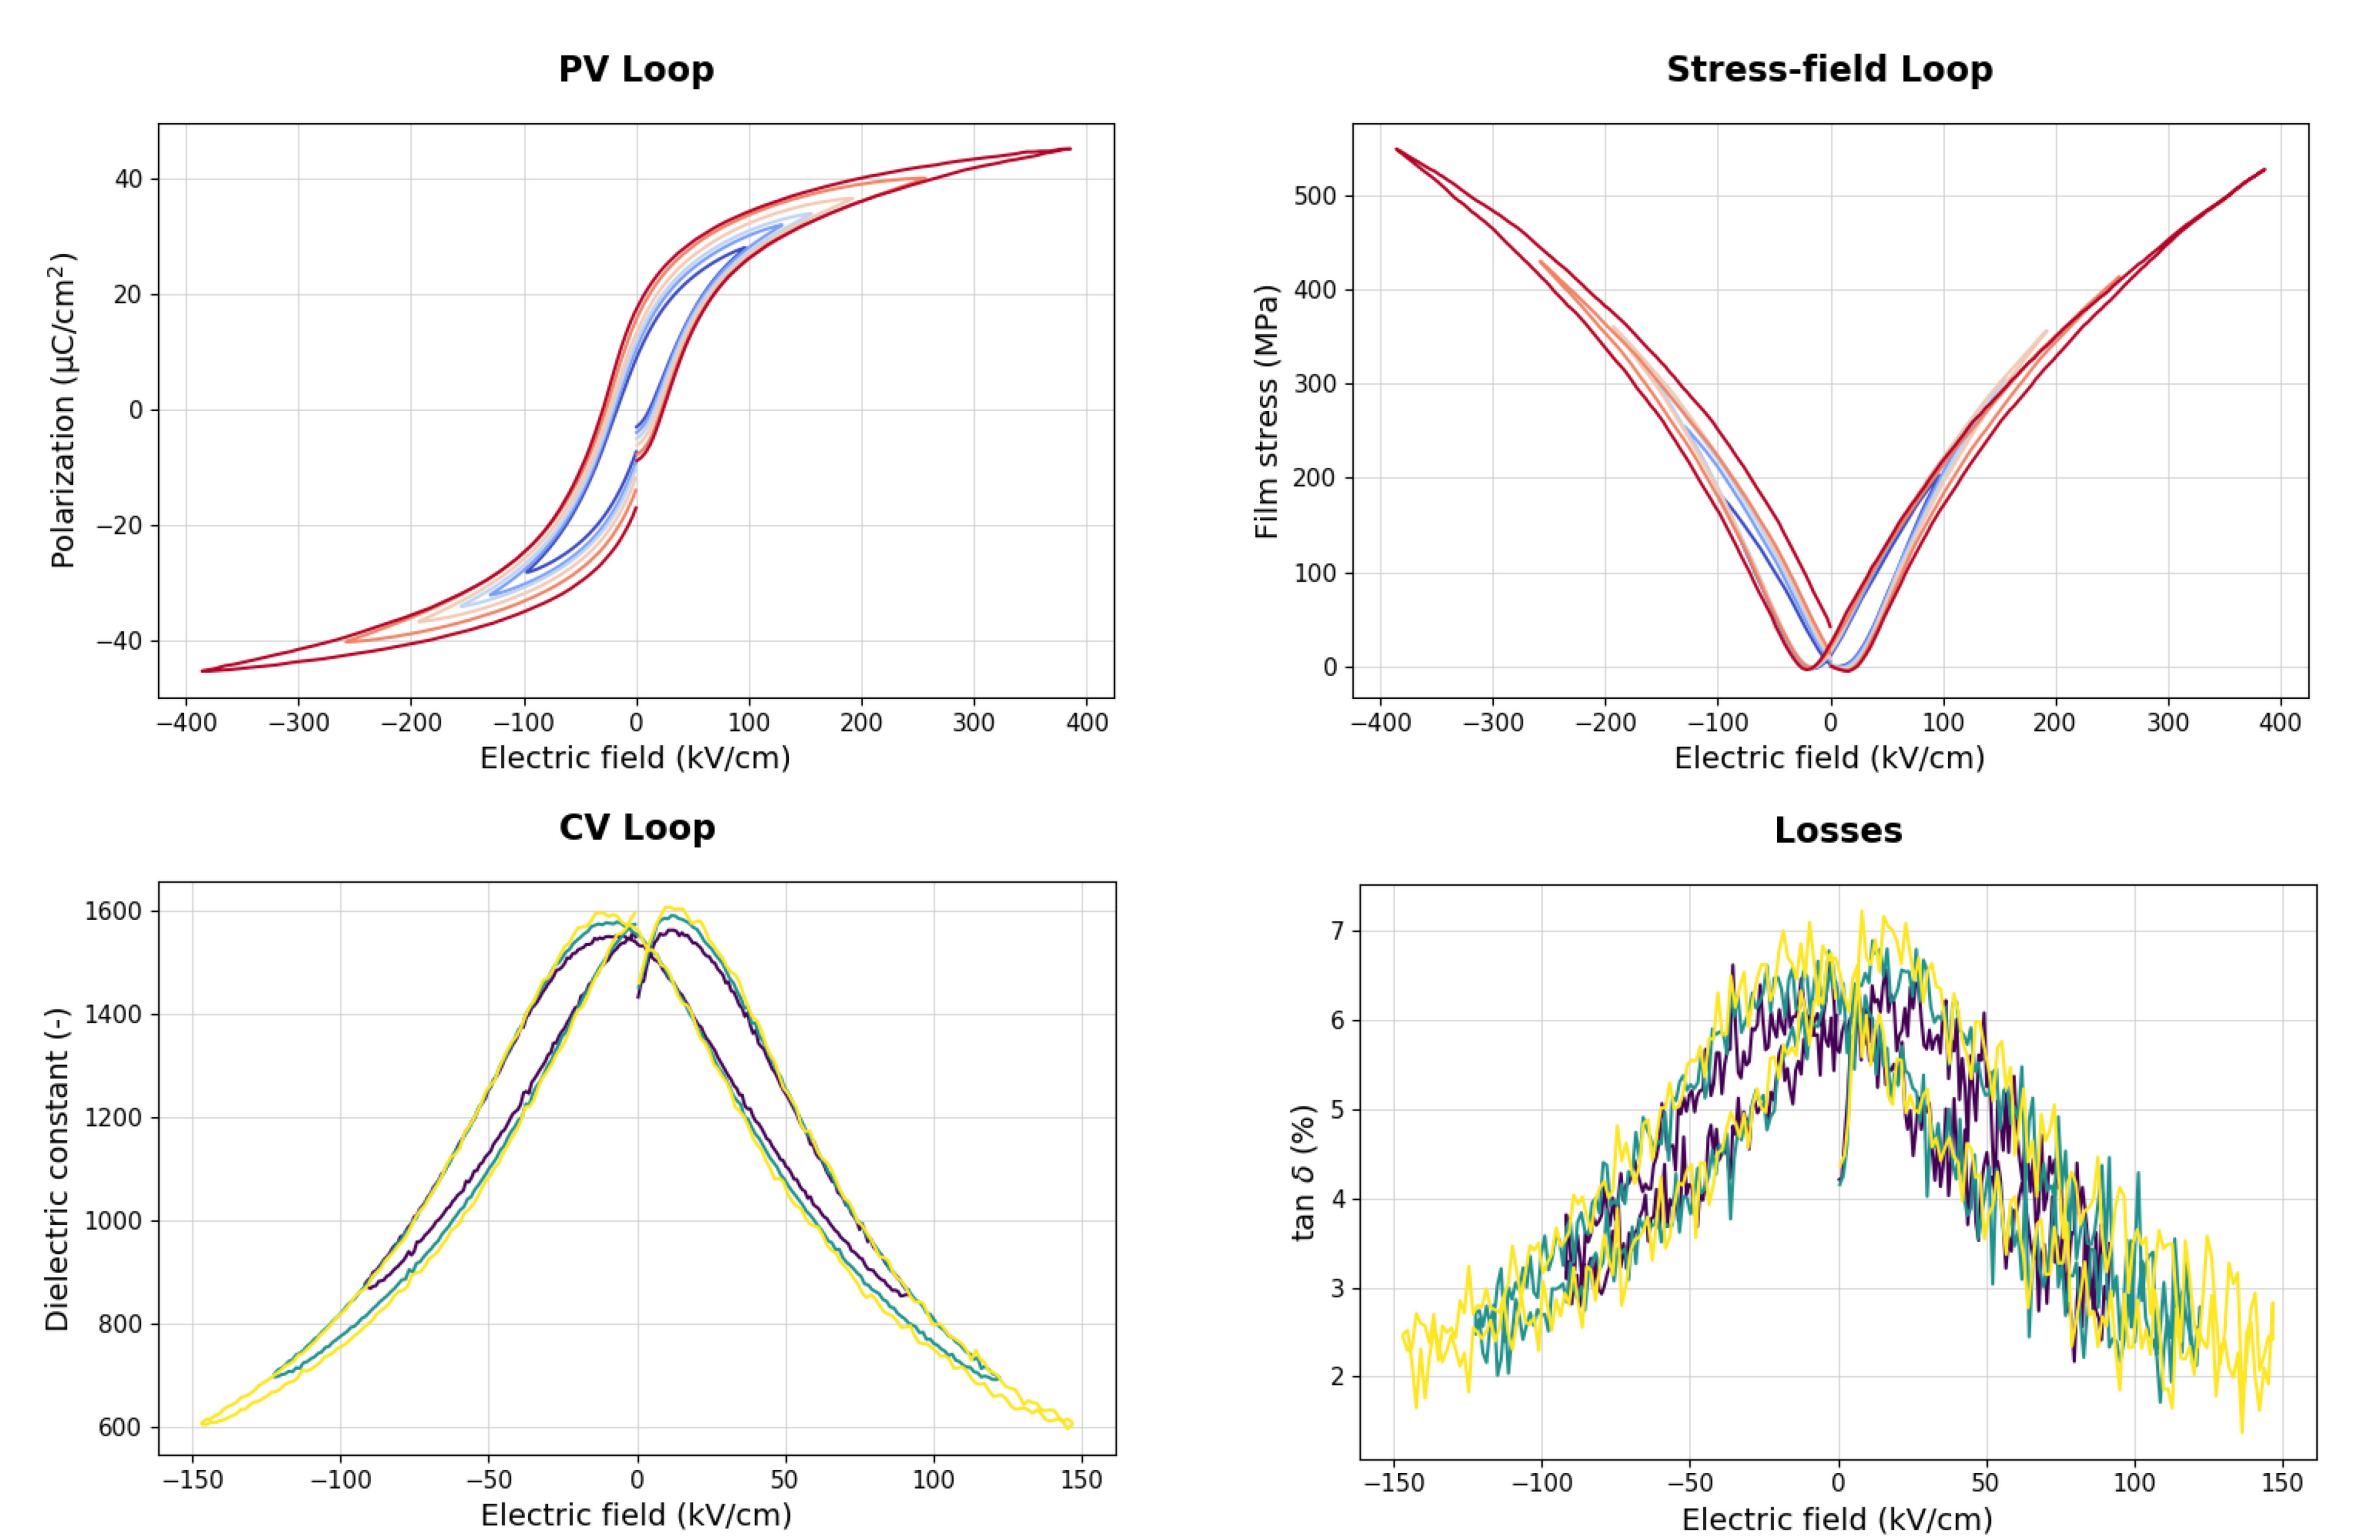 PV Loop
Polarization (μC/cm²)
40
20
0
−20
−40
−400 −300 −200 −100 0 100 200 300 400
Electric field (kV/cm)
Stress-field Loop
Film stress (MPa)
500
400
300
200
100
0
−400 −300 −200 −100 0 100 200 300 400
Electric field (kV/cm)
CV Loop
Dielectric constant (-)
1600
1400
1200
1000
800
600
−150 −100 −50 0 50 100 150
Electric field (kV/cm)
Losses
tan δ (%)
7
6
5
4
3
2
−150 −100 −50 0 50 100 150
Electric field (kV/cm)